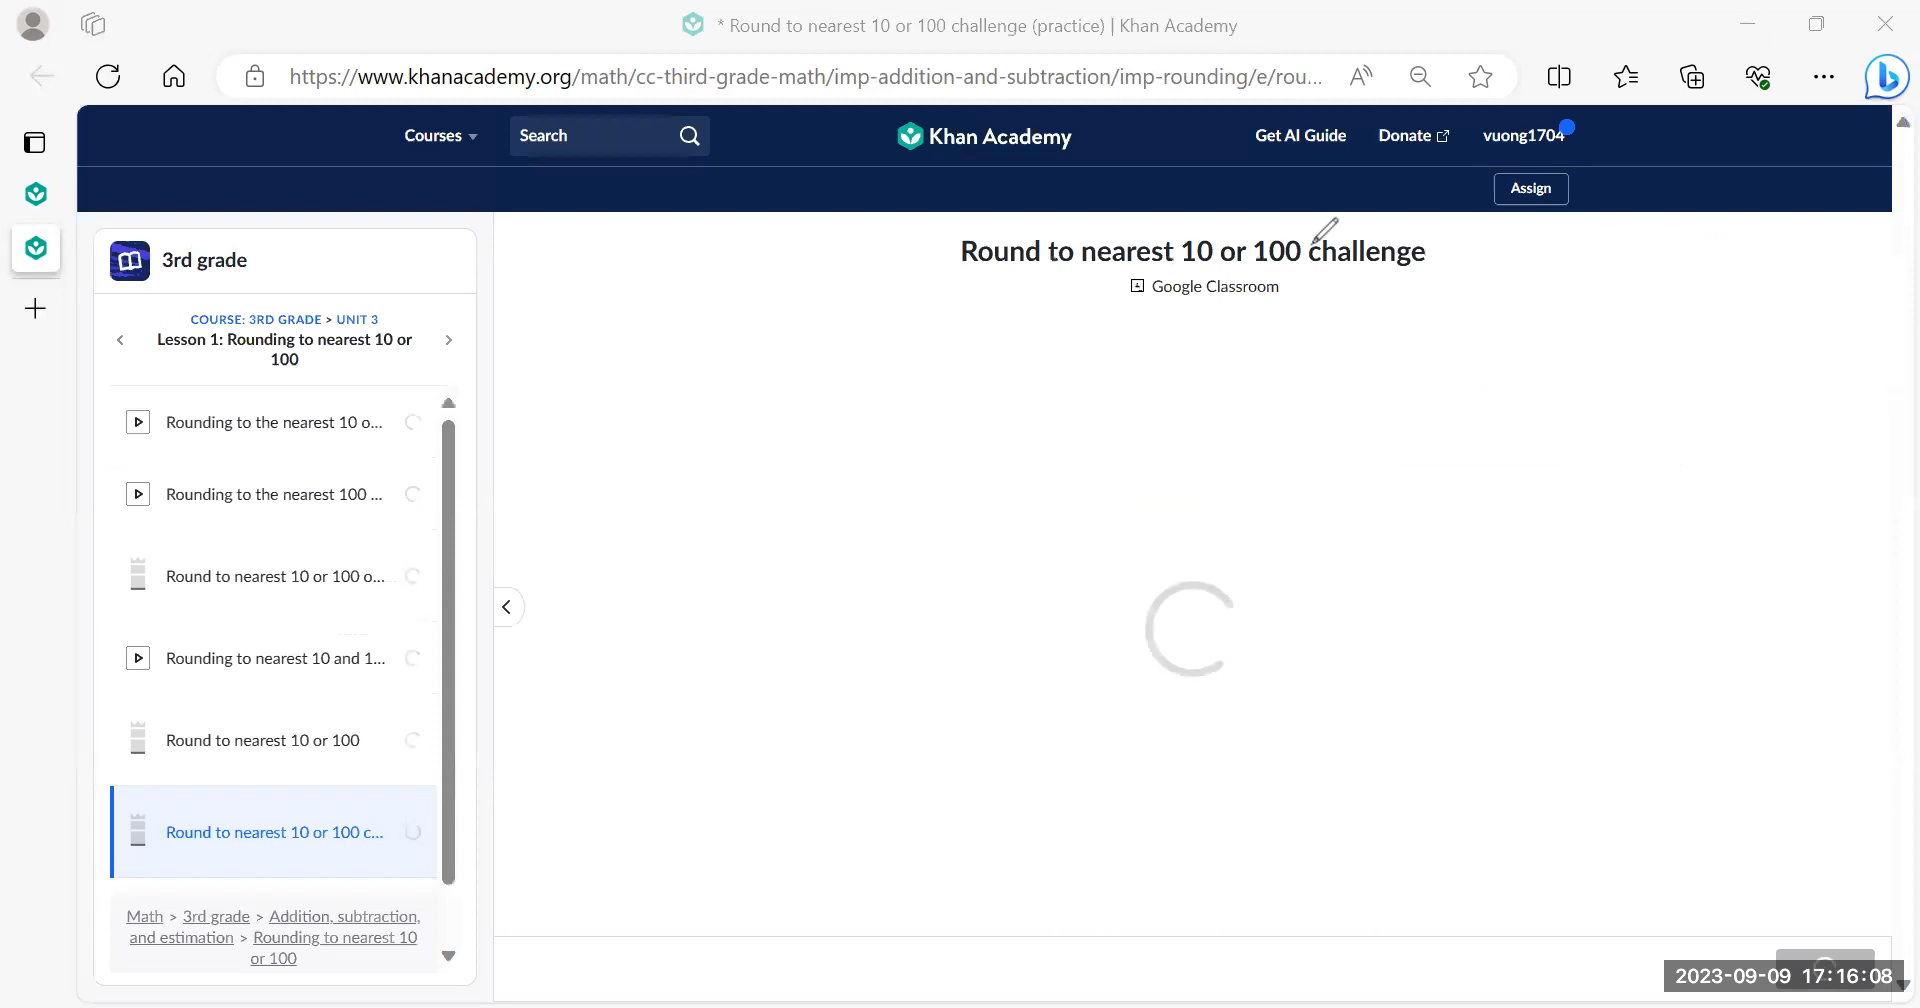 * Round to nearest 10 or 100 challenge (practice) | Khan Academy
https://www.khanacademy.org/math/cc-third-grade-math/imp-addition-and-subtraction/imp-rounding/e/rou...
Courses
Search
Khan Academy
Get AI Guide
Donate
vuong1704
Assign
3rd grade
COURSE: 3RD GRADE > UNIT 3
Lesson 1: Rounding to nearest 10 or
100
Rounding to the nearest 10 o...
Rounding to the nearest 100 ...
Round to nearest 10 or 100 o...
Rounding to nearest 10 and 1...
Round to nearest 10 or 100
Round to nearest 10 or 100 c...
Math > 3rd grade > Addition, subtraction,
and estimation > Rounding to nearest 10
or 100
Round to nearest 10 or 100 challenge
Google Classroom
2023-09-09 17:16:08